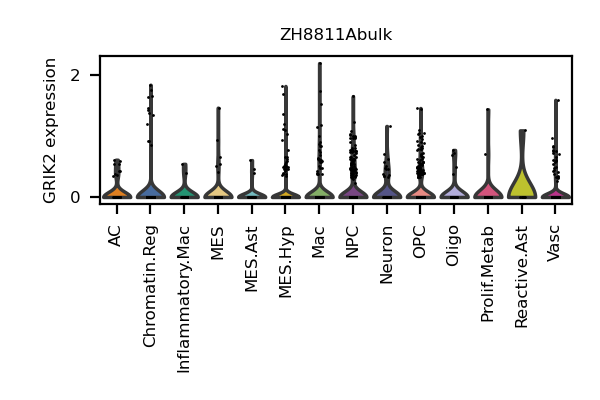 ZH8811Abulk
GRIK2 expression
2
0
AC
Chromatin.Reg
Inflammatory.Mac
MES
MES.Ast
MES.Hyp
Mac
NPC
Neuron
OPC
Oligo
Prolif.Metab
Reactive.Ast
Vasc